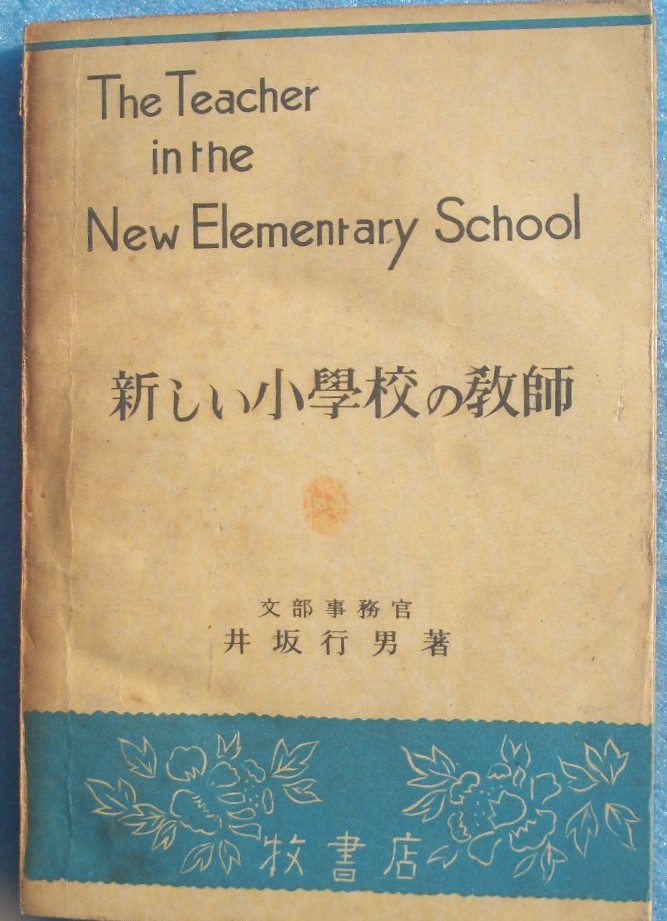 The Teacher
in the
New Elementary School
新しい小學校の教師
文部事務官
井坂行男著
牧書店